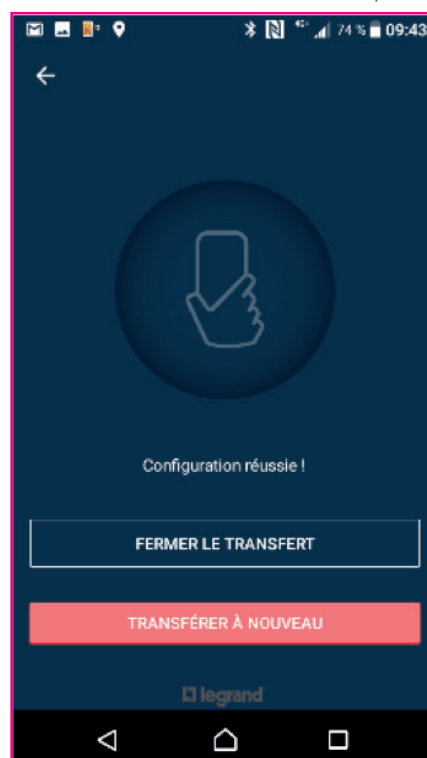 74 % 09:43
Configuration réussie !
FERMER LE TRANSFERT
TRANSFÉRER À NOUVEAU
legrand